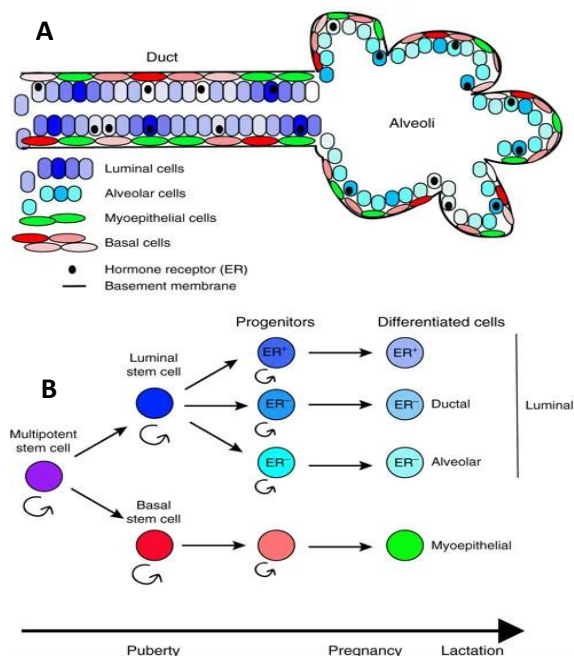 A
Duct
Alveoli
Luminal cells
Alveolar cells
Myoepithelial cells
Basal cells
Hormone receptor (ER)
Basement membrane
B
Progenitors
Differentiated cells
Luminal
stem cell
ER⁺
ER⁺
ER⁻
ER⁻
Ductal
Luminal
Multipotent
stem cell
ER⁻
ER⁻
Alveolar
Basal
stem cell
Myoepithelial
Puberty
Pregnancy
Lactation